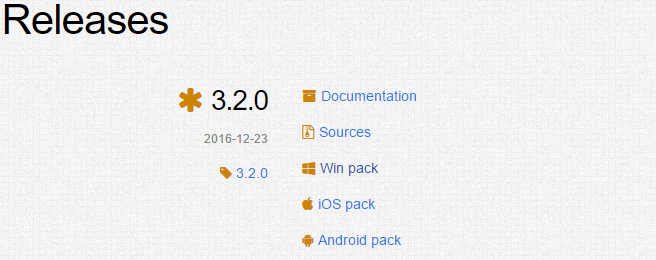 Releases
3.2.0
2016-12-23
3.2.0
Documentation
Sources
Win pack
iOS pack
Android pack